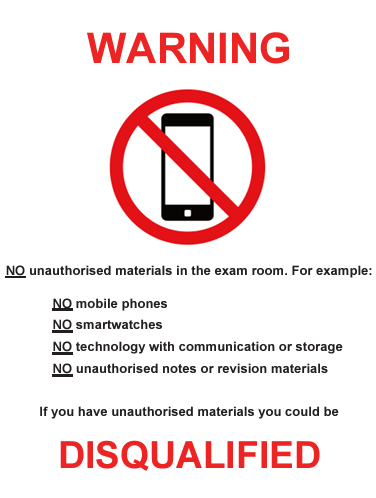 WARNING
NO unauthorised materials in the exam room. For example:
NO mobile phones
NO smartwatches
NO technology with communication or storage
NO unauthorised notes or revision materials
If you have unauthorised materials you could be
DISQUALIFIED